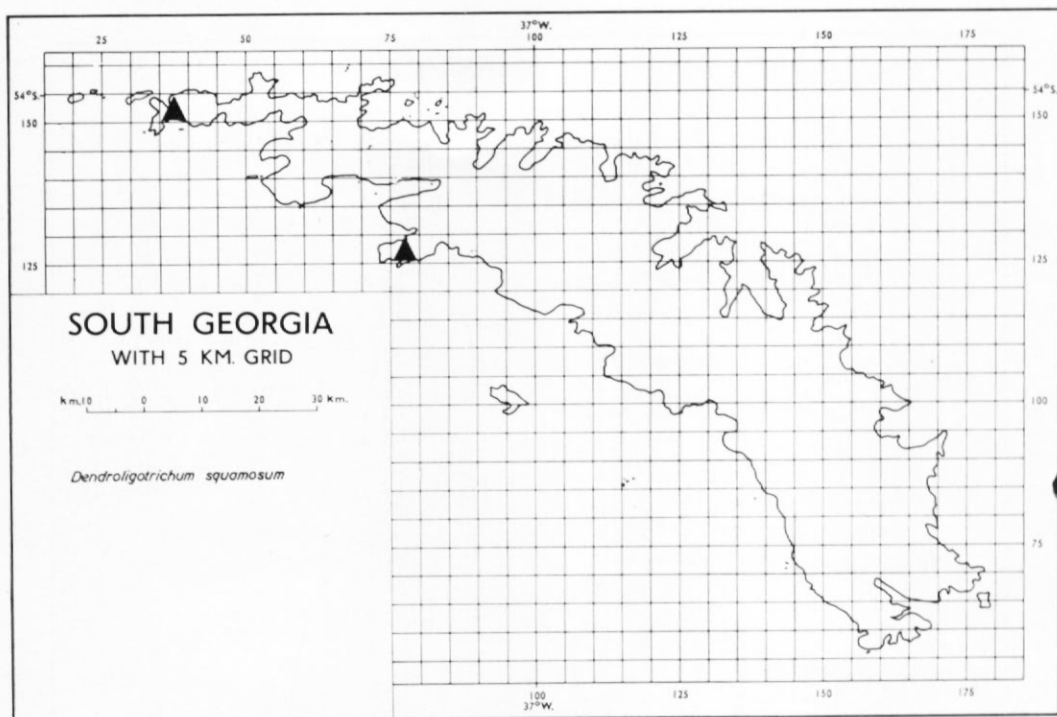 37°W.
25 50 75 100 125 150 175
54°S. 54°S.
150 150
125 125
SOUTH GEORGIA
WITH 5 KM. GRID
km.10 0 10 20 30 km.
100
Dendroligotrichum squamosum
75
100 125 150 175
37°W.